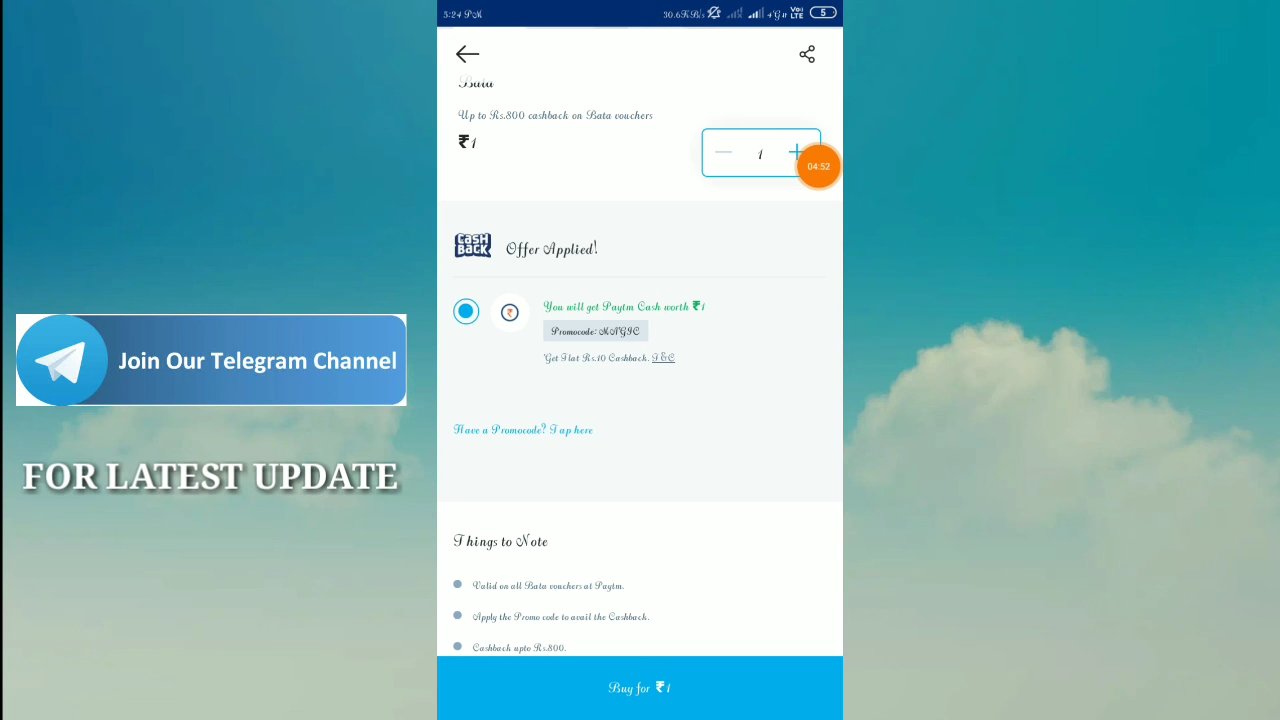 5:24 PM
30.6KB/s
4G
VoLTE
5
Bata
Up to Rs.800 cashback on Bata vouchers
₹1
1
04:52
CASH
BACK
Offer Applied!
You will get Paytm Cash worth ₹1
Promocode: MAGIC
Get Flat Rs.10 Cashback. T&C
Have a Promocode? Tap here
Things to Note
Valid on all Bata vouchers at Paytm.
Apply the Promo code to avail the Cashback.
Cashback upto Rs.800.
Buy for ₹1
Join Our Telegram Channel
FOR LATEST UPDATE